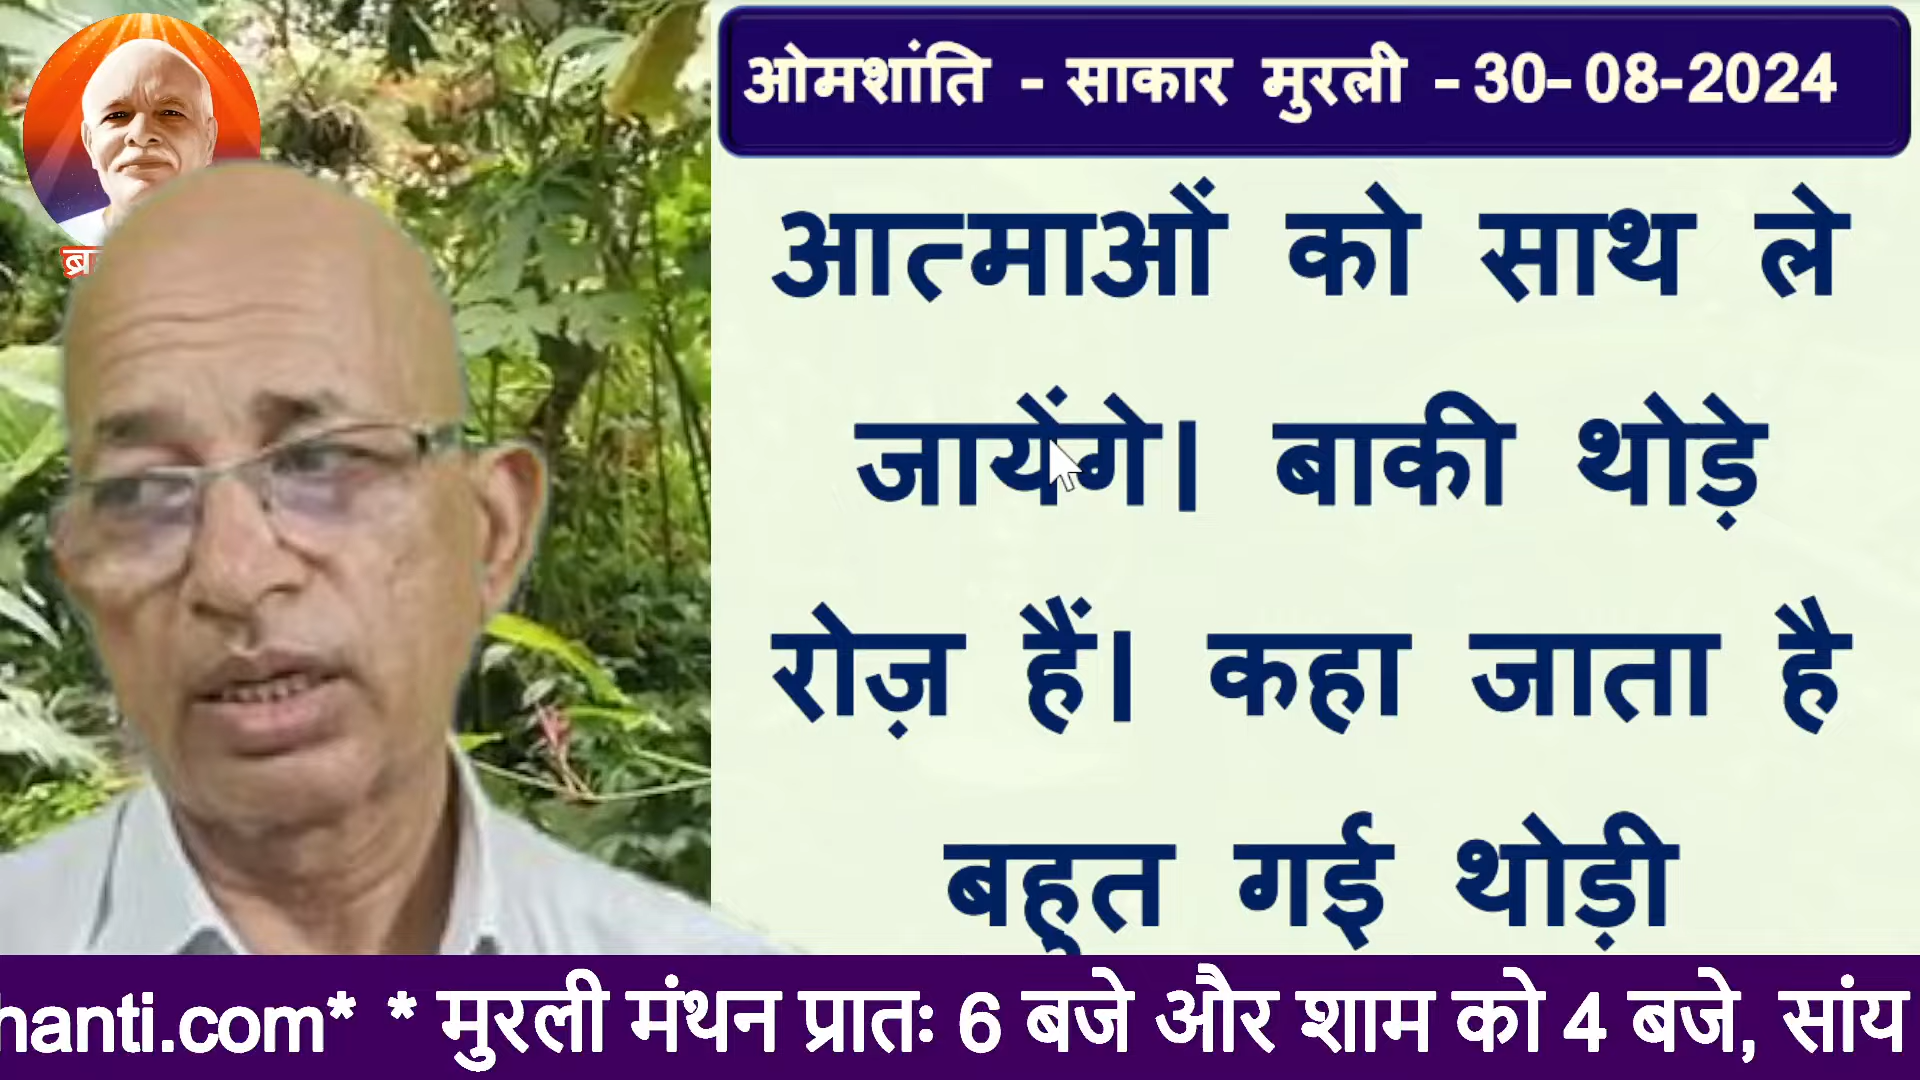 ओमशांति - साकार मुरली - 30-08-2024
आत्माओं को साथ ले
जायेंगे। बाकी थोड़े
रोज़ हैं। कहा जाता है
बहुत गई थोड़ी
hanti.com* * मुरली मंथन प्रातः 6 बजे और शाम को 4 बजे, सांय